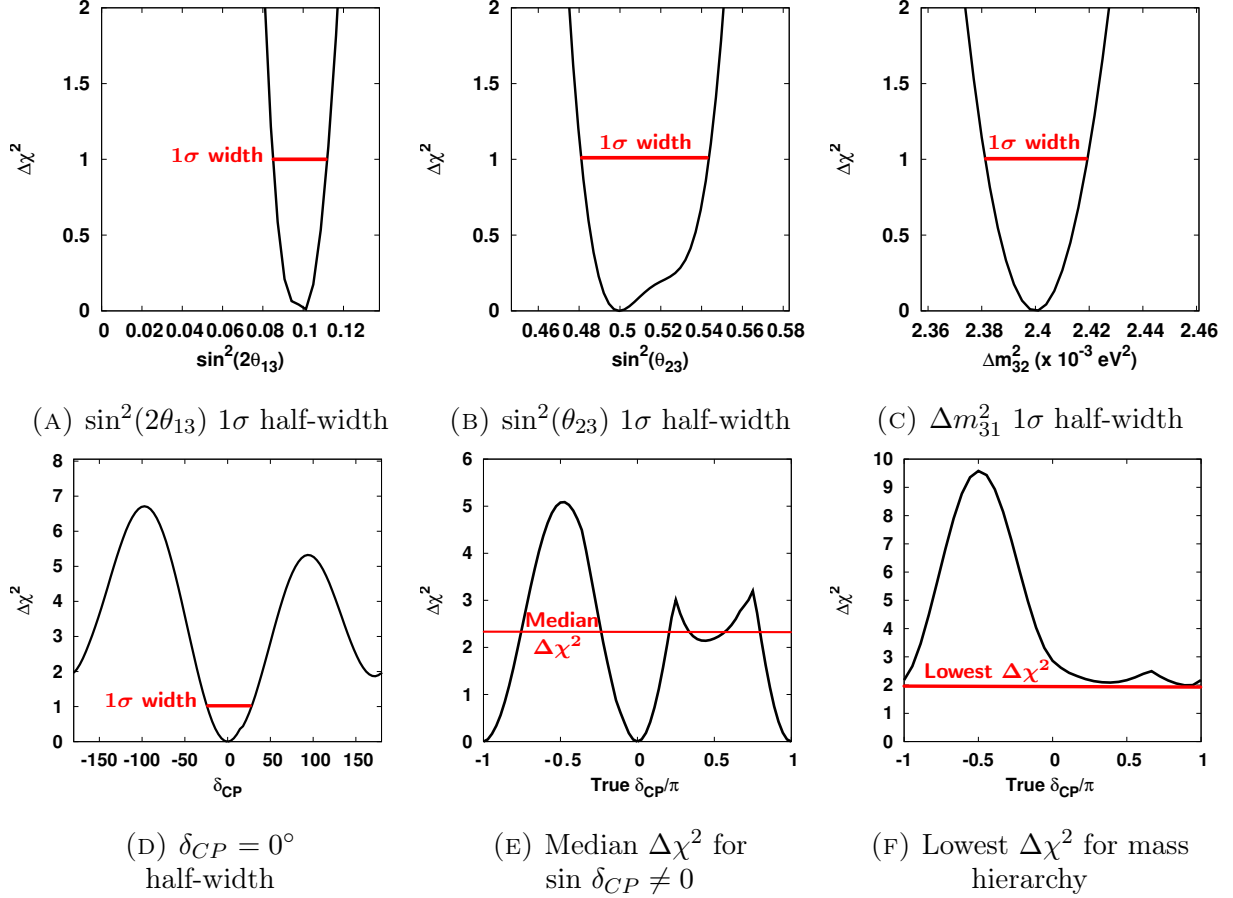 2
1.5
1
0.5
0
Δχ²
1σ width
0 0.02 0.04 0.06 0.08 0.1 0.12
sin²(2θ₁₃)
2
1.5
1
0.5
0
Δχ²
1σ width
0.46 0.48 0.5 0.52 0.54 0.56 0.58
sin²(θ₂₃)
2
1.5
1
0.5
0
Δχ²
1σ width
2.36 2.38 2.4 2.42 2.44 2.46
Δm²₃₂ (x 10⁻³ eV²)
(A) sin²(2θ₁₃) 1σ half-width
(B) sin²(θ₂₃) 1σ half-width
(C) Δm²₃₁ 1σ half-width
8
7
6
5
4
3
2
1
0
Δχ²
1σ width
-150 -100 -50 0 50 100 150
δCP
6
5
4
3
2
1
0
Δχ²
Median
Δχ²
-1 -0.5 0 0.5 1
True δCP/π
10
9
8
7
6
5
4
3
2
1
0
Δχ²
Lowest Δχ²
-1 -0.5 0 0.5 1
True δCP/π
(D) δCP = 0°
half-width
(E) Median Δχ² for
sin δCP ≠ 0
(F) Lowest Δχ² for mass
hierarchy